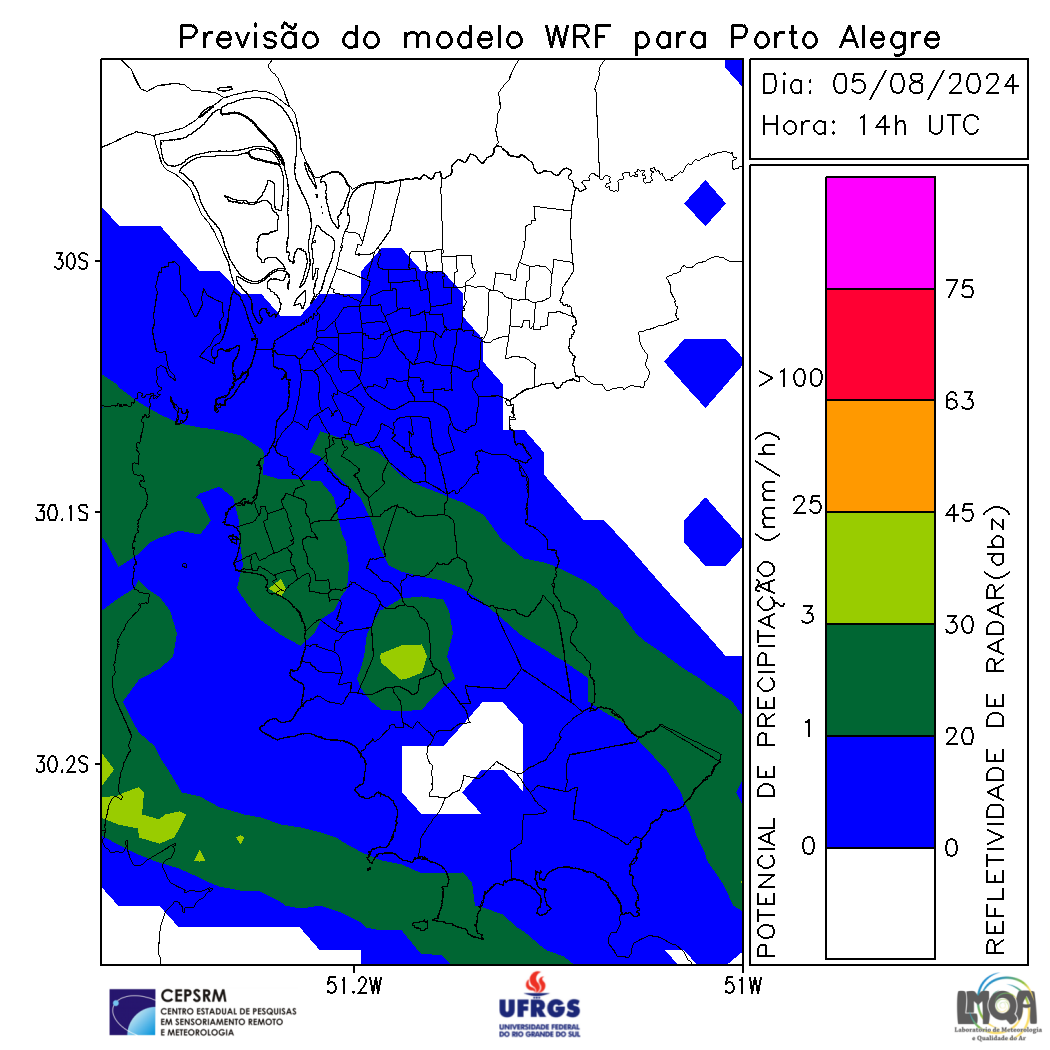 Previsão do modelo WRF para Porto Alegre
Dia: 05/08/2024
Hora: 14h UTC
30S
30.1S
30.2S
51.2W
51W
POTENCIAL DE PRECIPITAÇÃO (mm/h)
>100
25
3
1
0
75
63
45
30
20
0
REFLETIVIDADE DE RADAR(dbz)
CEPSRM
CENTRO ESTADUAL DE PESQUISAS
EM SENSORIAMENTO REMOTO
E METEOROLOGIA
UFRGS
UNIVERSIDADE FEDERAL
DO RIO GRANDE DO SUL
LMQA
Laboratório de Meteorologia
e Qualidade do Ar